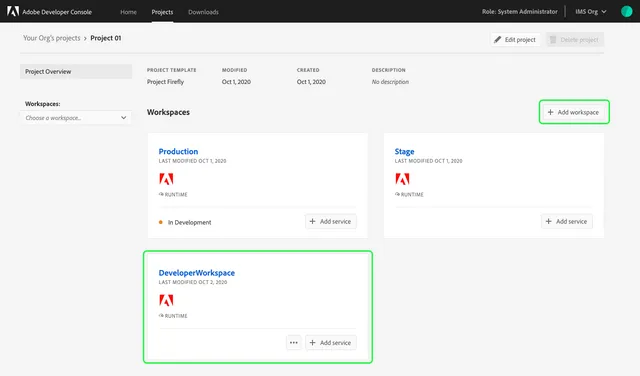 Adobe Developer Console Home Projects Downloads Role: System Administrator IMS Org
Your Org's projects > Project 01 Edit project Delete project
Project Overview
PROJECT TEMPLATE MODIFIED CREATED DESCRIPTION
Project Firefly Oct 1, 2020 Oct 1, 2020 No description
Workspaces:
Choose a workspace...
Workspaces + Add workspace
Production Stage
LAST MODIFIED OCT 1, 2020 LAST MODIFIED OCT 1, 2020
RUNTIME RUNTIME
In Development + Add service + Add service
DeveloperWorkspace
LAST MODIFIED OCT 2, 2020
RUNTIME
••• + Add service